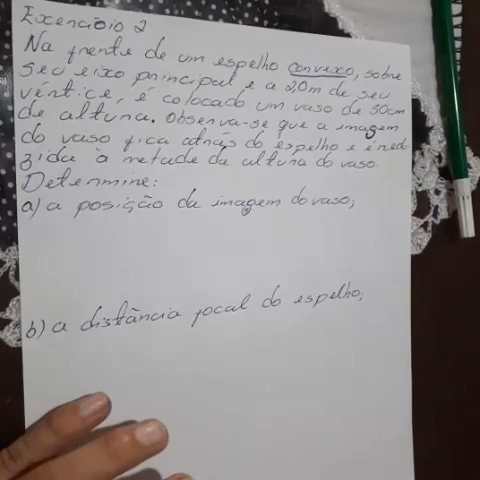 Exercício 2
Na frente de um espelho convexo, sobre
seu eixo principal e a 2,0m de seu
vértice, é colocado um vaso de 50cm
de altura. Observa-se que a imagem
do vaso fica atrás do espelho e é redu
zida à metade da altura do vaso.
Determine:
a) a posição da imagem do vaso;
b) a distância focal do espelho;